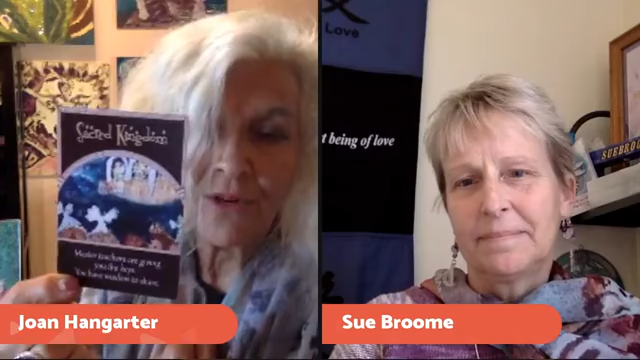 Sacred Kingdom
Master teachers are giving
you the keys.
You have wisdom to share.
Love
t being of love
SUEBROO
Joan Hangarter
Sue Broome